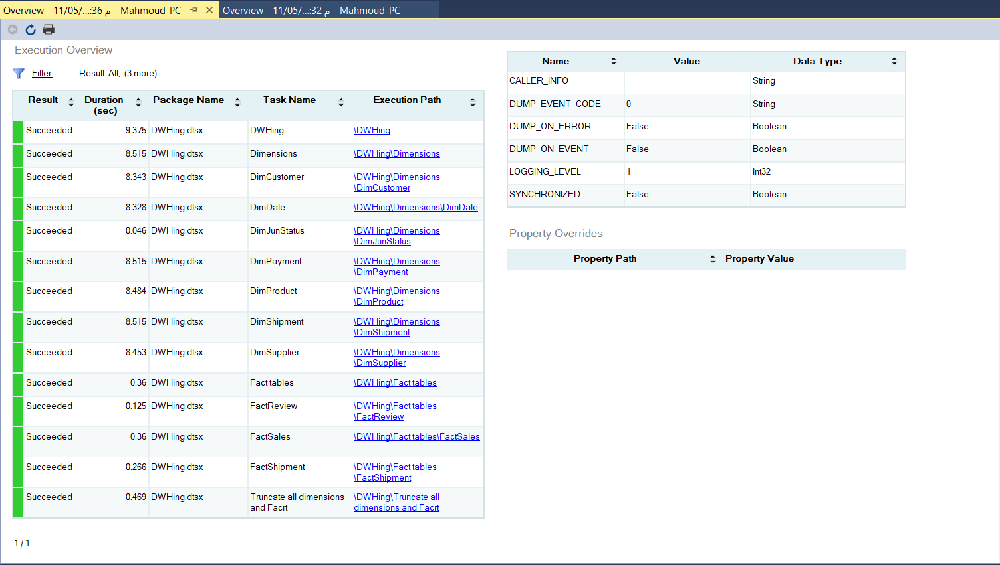 Overview - 11/05/...:36 م - Mahmoud-PC
Overview - 11/05/...:32 م - Mahmoud-PC
Execution Overview
Filter: Result: All; (3 more)
Result Duration (sec) Package Name Task Name Execution Path
Succeeded 9.375 DWHing.dtsx DWHing \DWHing
Succeeded 8.515 DWHing.dtsx Dimensions \DWHing\Dimensions
Succeeded 8.343 DWHing.dtsx DimCustomer \DWHing\Dimensions
\DimCustomer
Succeeded 8.328 DWHing.dtsx DimDate \DWHing\Dimensions\DimDate
Succeeded 0.046 DWHing.dtsx DimJunStatus \DWHing\Dimensions
\DimJunStatus
Succeeded 8.515 DWHing.dtsx DimPayment \DWHing\Dimensions
\DimPayment
Succeeded 8.484 DWHing.dtsx DimProduct \DWHing\Dimensions
\DimProduct
Succeeded 8.515 DWHing.dtsx DimShipment \DWHing\Dimensions
\DimShipment
Succeeded 8.453 DWHing.dtsx DimSupplier \DWHing\Dimensions
\DimSupplier
Succeeded 0.36 DWHing.dtsx Fact tables \DWHing\Fact tables
Succeeded 0.125 DWHing.dtsx FactReview \DWHing\Fact tables
\FactReview
Succeeded 0.36 DWHing.dtsx FactSales \DWHing\Fact tables\FactSales
Succeeded 0.266 DWHing.dtsx FactShipment \DWHing\Fact tables
\FactShipment
Succeeded 0.469 DWHing.dtsx Truncate all dimensions \DWHing\Truncate all
and Facrt dimensions and Facrt
1 / 1
Name Value Data Type
CALLER_INFO String
DUMP_EVENT_CODE 0 String
DUMP_ON_ERROR False Boolean
DUMP_ON_EVENT False Boolean
LOGGING_LEVEL 1 Int32
SYNCHRONIZED False Boolean
Property Overrides
Property Path Property Value